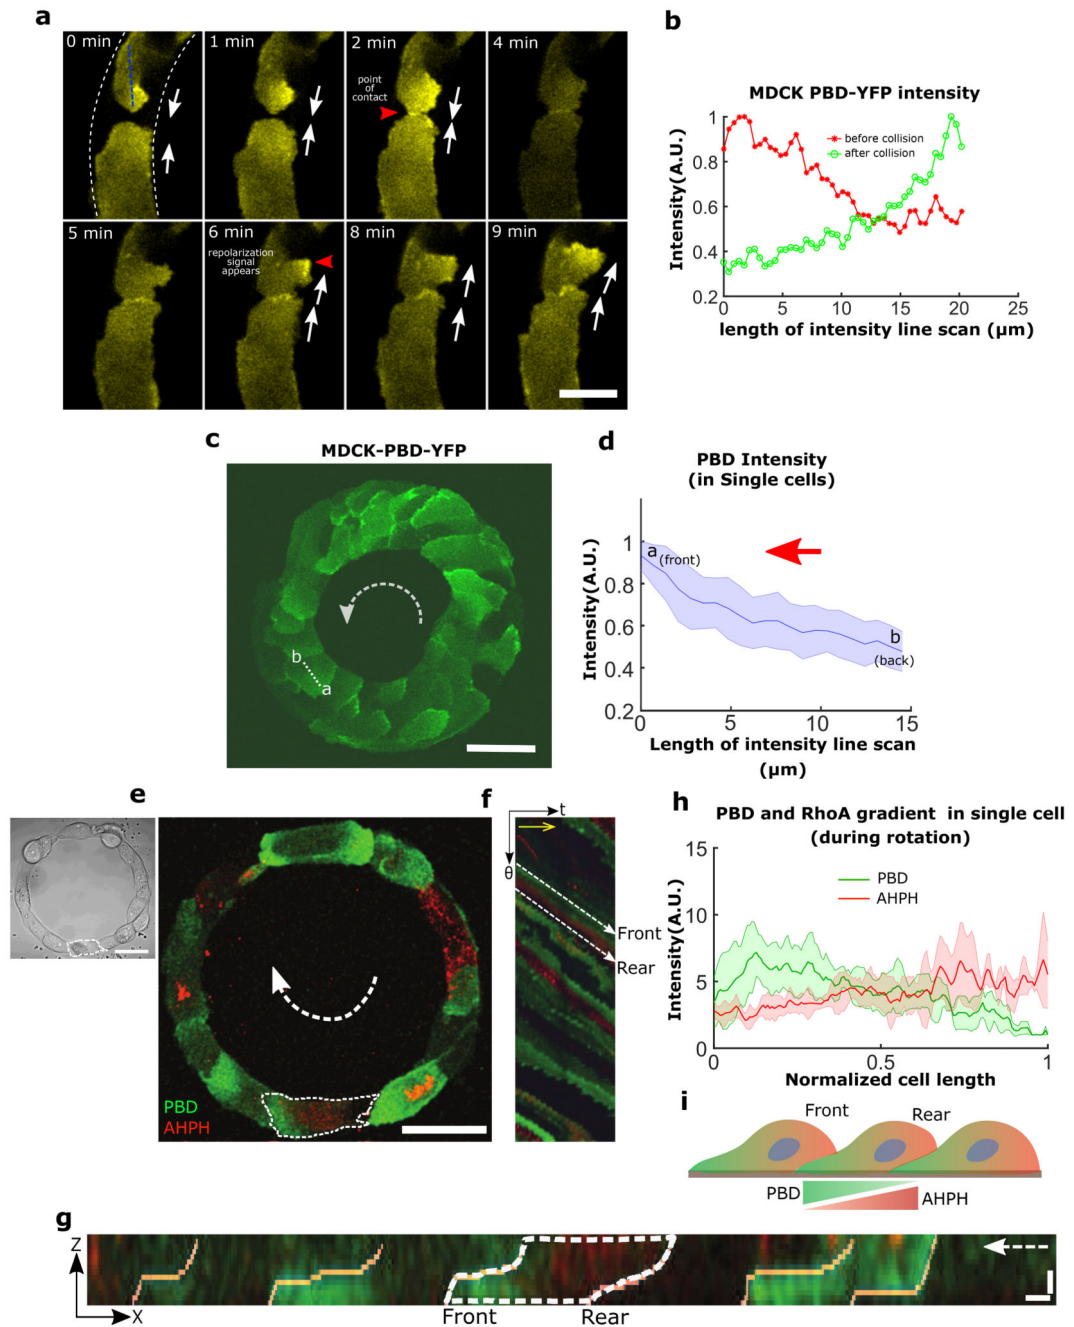 a
0 min
1 min
2 min
4 min
point
of
contact
5 min
6 min
8 min
9 min
repolarization
signal
appears
b
MDCK PBD-YFP intensity
before collision
after collision
Intensity(A.U.)
1
0.8
0.6
0.4
0.2
0 5 10 15 20 25
length of intensity line scan (μm)
c
MDCK-PBD-YFP
b
a
d
PBD Intensity
(in Single cells)
Intensity(A.U.)
1
0.8
0.6
0.4
0.2
a (front)
b
(back)
0 5 10 15
Length of intensity line scan
(μm)
e
PBD
AHPH
f
t
θ
Front
Rear
h
PBD and RhoA gradient in single cell
(during rotation)
PBD
AHPH
Intensity(A.U.)
15
10
5
0
0 0.5 1
Normalized cell length
i
Front Rear
PBD AHPH
g
Z
X
Front Rear